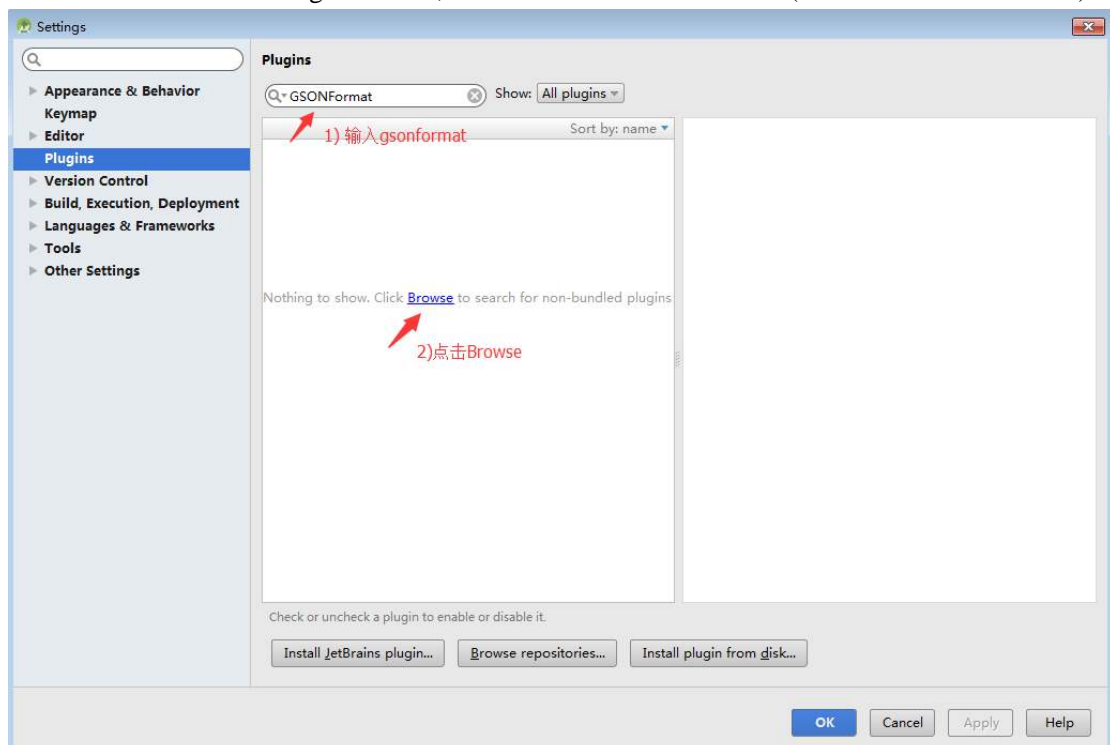 Settings
Plugins
Appearance & Behavior
GSONFormat
Show: All plugins
Keymap
Editor
Sort by: name
1) 输入gsonformat
Plugins
Version Control
Build, Execution, Deployment
Languages & Frameworks
Tools
Other Settings
Nothing to show. Click Browse to search for non-bundled plugins
2)点击Browse
Check or uncheck a plugin to enable or disable it.
Install JetBrains plugin...
Browse repositories...
Install plugin from disk...
OK
Cancel
Apply
Help